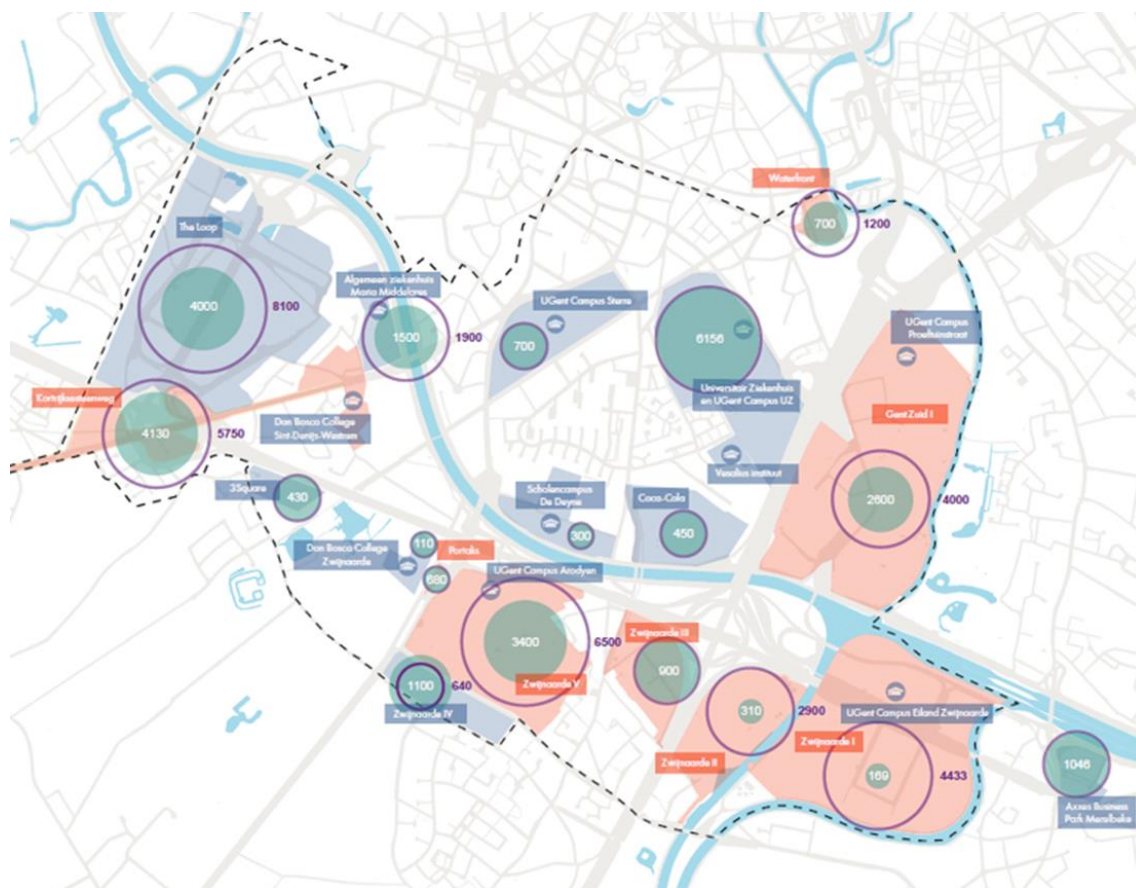 Waterfront
700
1200
The Loop
4000
8100
Algemeen ziekenhuis
Maria Middelares
1500
1900
UGent Campus Sterre
700
6156
Universitair Ziekenhuis
en UGent Campus UZ
UGent Campus
Proeftuinstraat
Gent Zuid I
2600
4000
Kortrijksesteenweg
4130
5750
Don Bosco College
Sint-Denijs-Westrem
Vesalius instituut
3Square
430
Scholencampus
De Deyne
300
Coca-Cola
450
Don Bosco College
Zwijnaarde
110
Portalis
680
UGent Campus Ardoyen
3400
6500
Zwijnaarde V
1100
640
Zwijnaarde IV
Zwijnaarde III
900
310
2900
Zwijnaarde II
UGent Campus Eiland Zwijnaarde
Zwijnaarde I
169
4433
1046
Axxes Business
Park Merelbeke